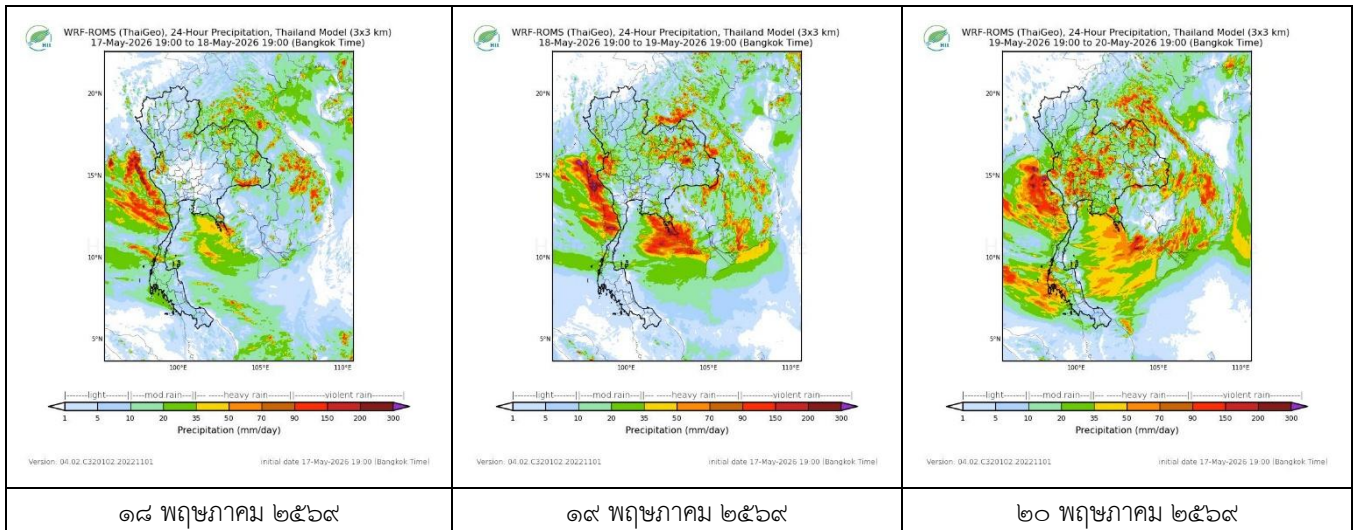 HII
WRF-ROMS (ThaiGeo), 24-Hour Precipitation, Thailand Model (3x3 km)
17-May-2026 19:00 to 18-May-2026 19:00 (Bangkok Time)
20°N
15°N
10°N
5°N
100°E 105°E 110°E
|-------light-------||----mod rain----||--- heavy rain------||------violent rain------|
1 5 10 20 35 50 70 90 150 200 300
Precipitation (mm/day)
Version: 04.02.C320102.20221101 initial date 17-May-2026 19:00 (Bangkok Time)
๑๘ พฤษภาคม ๒๕๖๙
HII
WRF-ROMS (ThaiGeo), 24-Hour Precipitation, Thailand Model (3x3 km)
18-May-2026 19:00 to 19-May-2026 19:00 (Bangkok Time)
20°N
15°N
10°N
5°N
100°E 105°E 110°E
|-------light-------||----mod rain----||--- heavy rain------||------violent rain------|
1 5 10 20 35 50 70 90 150 200 300
Precipitation (mm/day)
Version: 04.02.C320102.20221101 initial date 17-May-2026 19:00 (Bangkok Time)
๑๙ พฤษภาคม ๒๕๖๙
HII
WRF-ROMS (ThaiGeo), 24-Hour Precipitation, Thailand Model (3x3 km)
19-May-2026 19:00 to 20-May-2026 19:00 (Bangkok Time)
20°N
15°N
10°N
5°N
100°E 105°E 110°E
|-------light-------||----mod rain----||--- heavy rain------||------violent rain------|
1 5 10 20 35 50 70 90 150 200 300
Precipitation (mm/day)
Version: 04.02.C320102.20221101 initial date 17-May-2026 19:00 (Bangkok Time)
๒๐ พฤษภาคม ๒๕๖๙